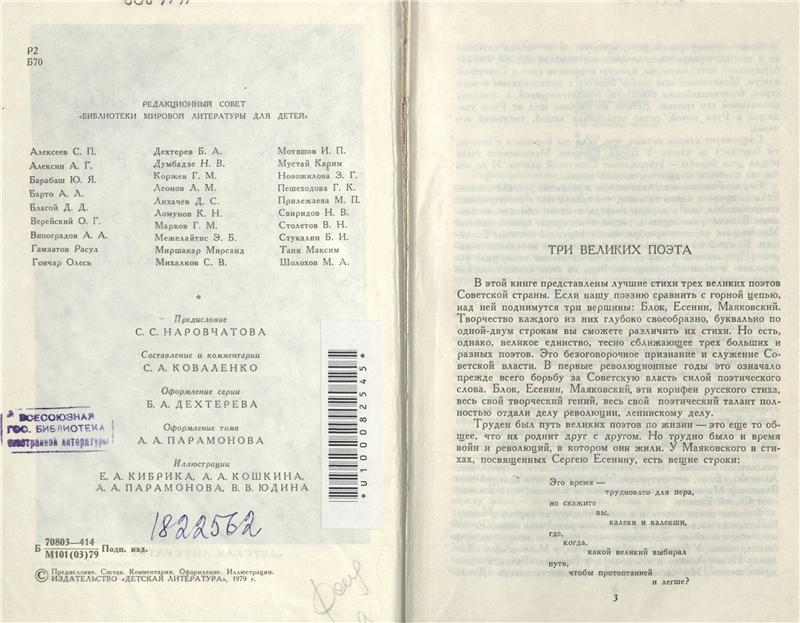 Р2
Б70
РЕДАКЦИОННЫЙ СОВЕТ
«БИБЛИОТЕКИ МИРОВОЙ ЛИТЕРАТУРЫ ДЛЯ ДЕТЕЙ»
Алексеев С. П.
Алексин А. Г.
Барабаш Ю. Я.
Барто А. Л.
Благой Д. Д.
Верейский О. Г.
Виноградов А. А.
Гамзатов Расул
Гончар Олесь
Дехтерев Б. А.
Думбадзе Н. В.
Коржев Г. М.
Леонов Л. М.
Лихачев Д. С.
Ломунов К. Н.
Марков Г. М.
Межелайтис Э. Б.
Миршакар Мирсаид
Михалков С. В.
Мотяшов И. П.
Мустай Карим
Новожилова З. Г.
Пешеходова Г. К.
Прилежаева М. П.
Свиридов Н. В.
Столетов В. Н.
Стукалин Б. И.
Танк Максим
Шолохов М. А.
*
Предисловие
С. С. НАРОВЧАТОВА
Составление и комментарии
С. А. КОВАЛЕНКО
Оформление серии
Б. А. ДЕХТЕРЕВА
Оформление тома
А. А. ПАРАМОНОВА
Иллюстрации
Е. А. КИБРИКА, А. А. КОШКИНА,
А. А. ПАРАМОНОВА, В. В. ЮДИНА
ВСЕСОЮЗНАЯ
ГОС. БИБЛИОТЕКА
иностранной литературы
*U1000082545*
1822562
Б 70803—414
М101(03)79 Подп. изд.
© Предисловие. Состав. Комментарии. Оформление. Иллюстрации.
ИЗДАТЕЛЬСТВО «ДЕТСКАЯ ЛИТЕРАТУРА», 1979 г.
ТРИ ВЕЛИКИХ ПОЭТА
В этой книге представлены лучшие стихи трех великих поэтов
Советской страны. Если нашу поэзию сравнить с горной цепью,
над ней поднимутся три вершины: Блок, Есенин, Маяковский.
Творчество каждого из них глубоко своеобразно, буквально по
одной-двум строкам вы сможете различить их стихи. Но есть,
однако, великое единство, тесно сближающее трех больших и
разных поэтов. Это безоговорочное признание и служение Со-
ветской власти. В первые революционные годы это означало
прежде всего борьбу за Советскую власть силой поэтического
слова. Блок, Есенин, Маяковский, эти корифеи русского стиха,
весь свой творческий гений, весь свой поэтический талант пол-
ностью отдали делу революции, ленинскому делу.
Труден был путь великих поэтов по жизни — это еще то об-
щее, что их роднит друг с другом. Но трудно было и время
войн и революций, в котором они жили. У Маяковского в сти-
хах, посвященных Сергею Есенину, есть вещие строки:
Это время —
трудновато для пера,
но скажите
вы,
калеки и калекши,
где,
когда,
какой великий выбирал
путь,
чтобы протоптанней
и легше?
3